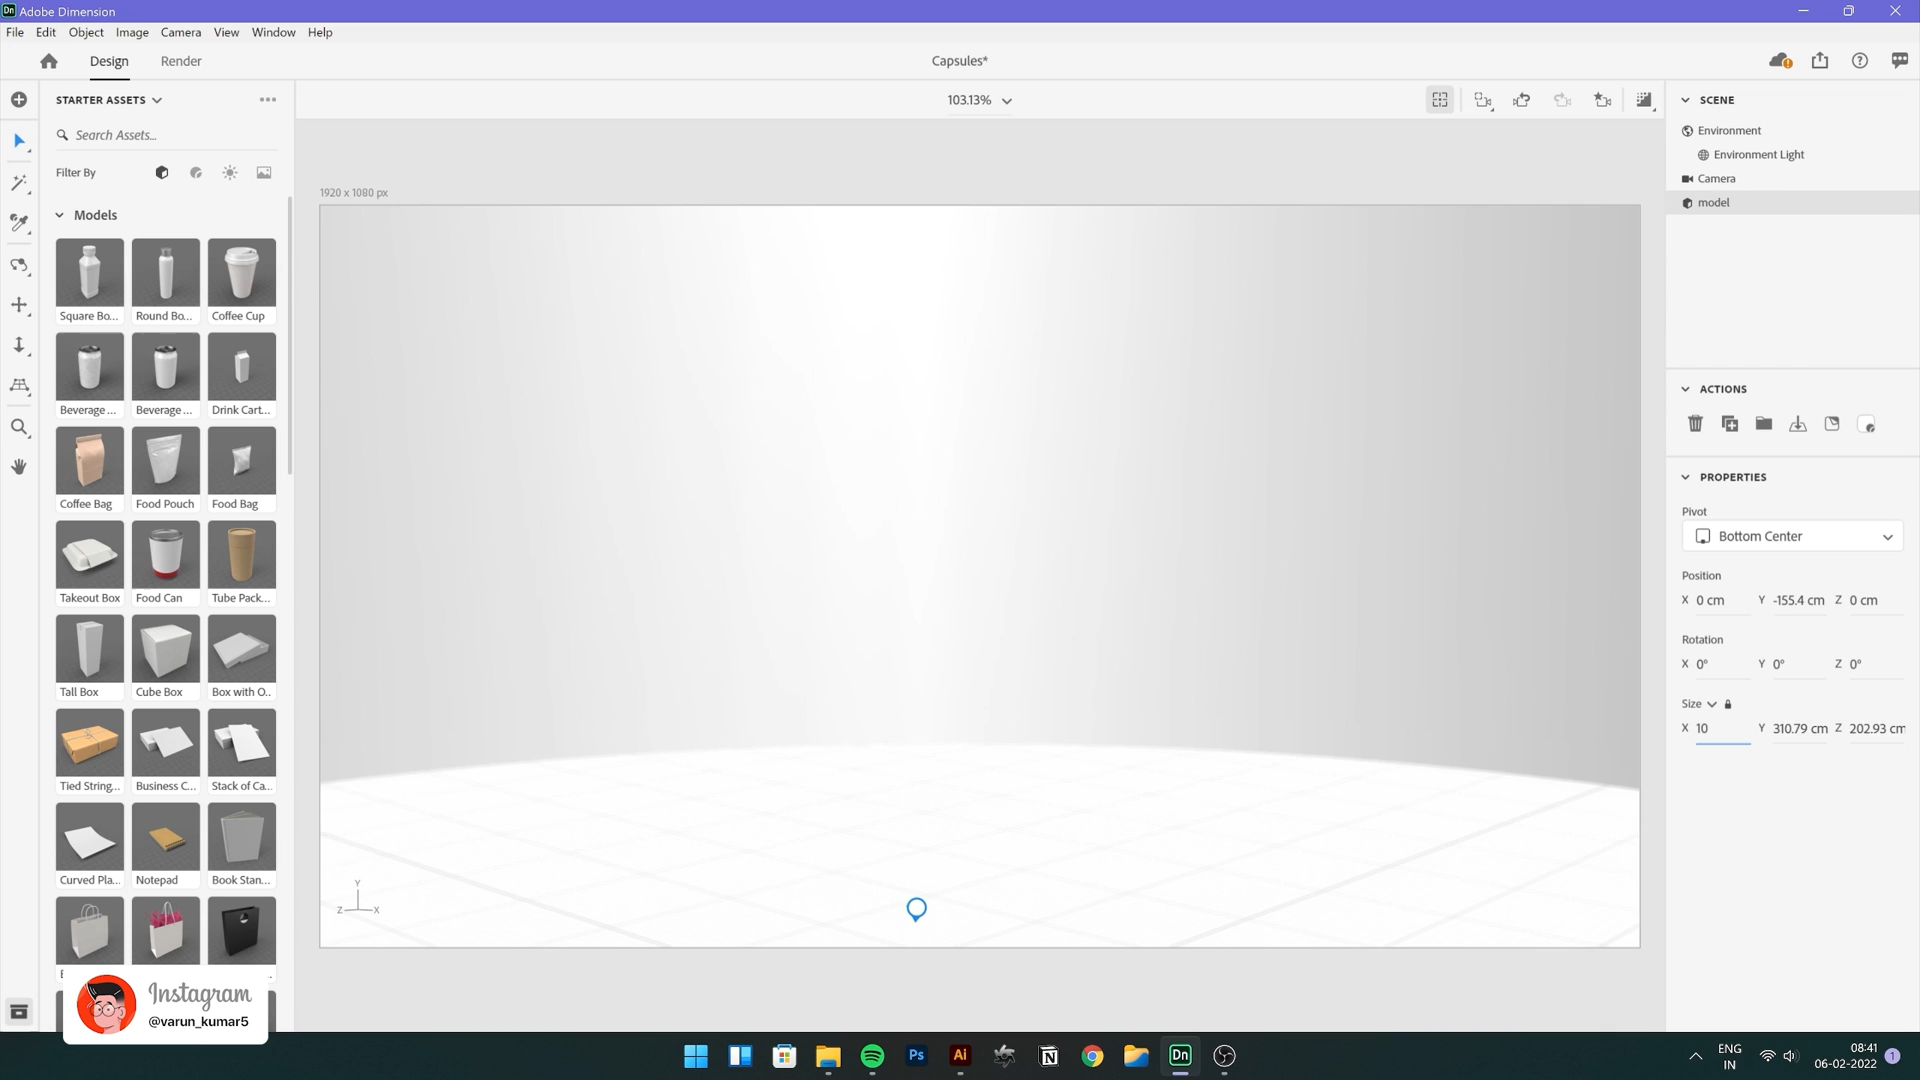 Dn Adobe Dimension
File Edit Object Image Camera View Window Help
Design Render Capsules*
STARTER ASSETS
103.13%
Search Assets...
Filter By
Models
Square Bo... Round Bo... Coffee Cup
Beverage ... Beverage ... Drink Cart...
Coffee Bag Food Pouch Food Bag
Takeout Box Food Can Tube Pack...
Tall Box Cube Box Box with O..
Tied String... Business C... Stack of Ca...
Curved Pla... Notepad Book Stan...
Instagram
@varun_kumar5
1920 x 1080 px
Y
Z X
SCENE
Environment
Environment Light
Camera
model
ACTIONS
PROPERTIES
Pivot
Bottom Center
Position
X 0 cm Y -155.4 cm Z 0 cm
Rotation
X 0° Y 0° Z 0°
Size
X 10 Y 310.79 cm Z 202.93 cm
Ps Ai N Dn
ENG
IN
08:41
06-02-2022
1